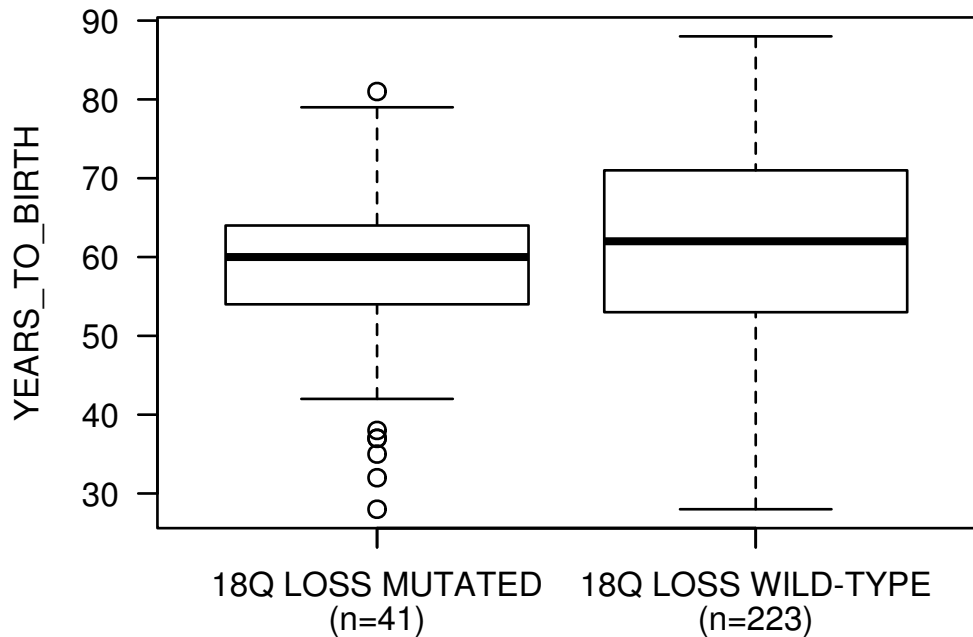 YEARS_TO_BIRTH
90
80
70
60
50
40
30
18Q LOSS MUTATED
(n=41)
18Q LOSS WILD-TYPE
(n=223)